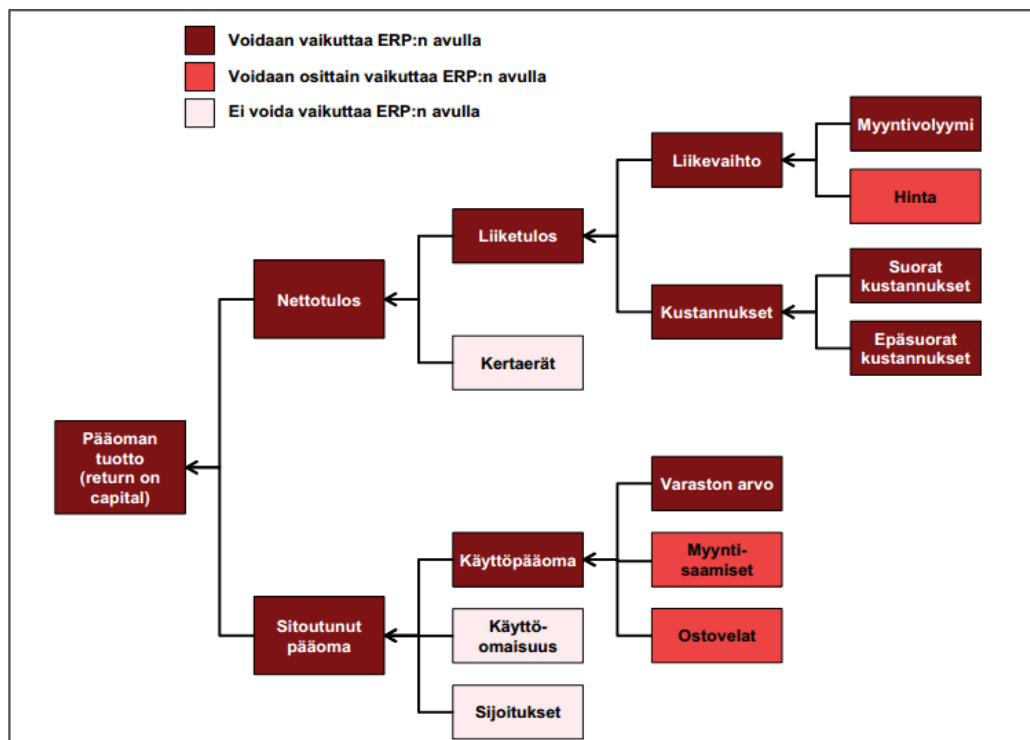 Voidaan vaikuttaa ERP:n avulla
Voidaan osittain vaikuttaa ERP:n avulla
Ei voida vaikuttaa ERP:n avulla
Myyntivolyymi
Liikevaihto
Hinta
Liiketulos
Suorat
kustannukset
Nettotulos
Kustannukset
Epäsuorat
kustannukset
Kertaerät
Pääoman
tuotto
(return on
capital)
Varaston arvo
Käyttöpääoma
Myynti-
saamiset
Sitoutunut
pääoma
Käyttö-
omaisuus
Ostovelat
Sijoitukset